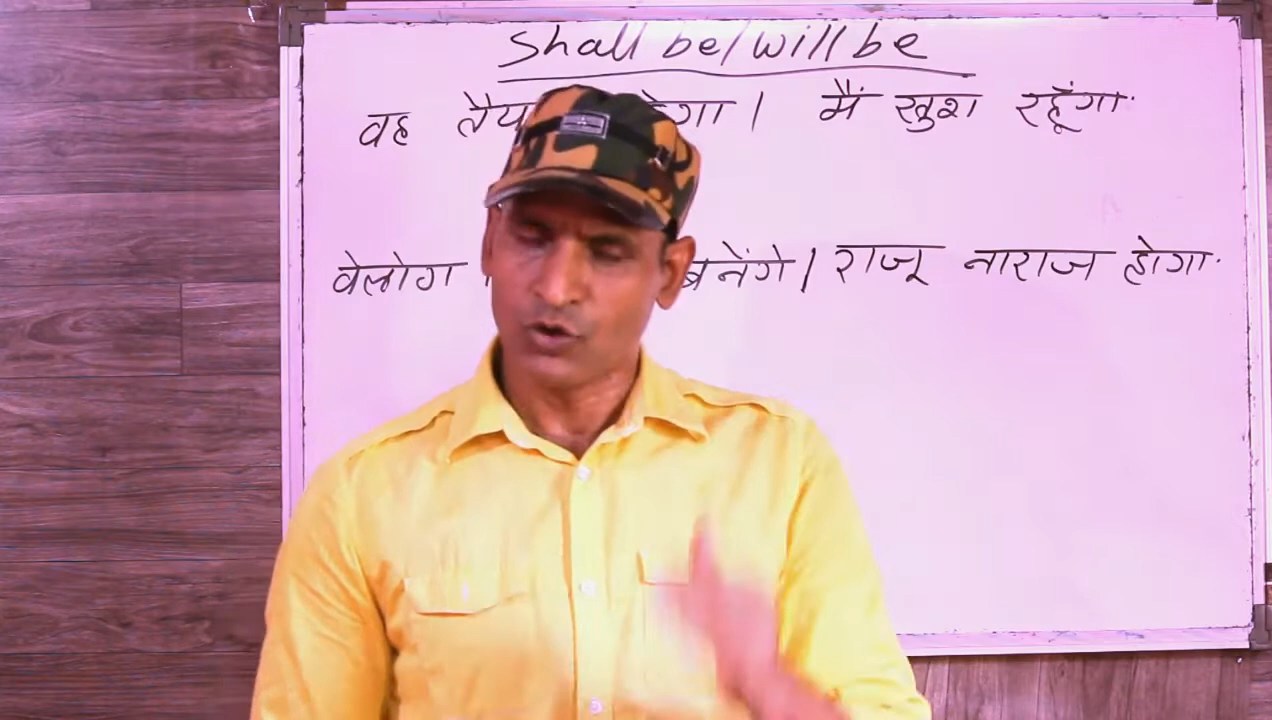 Shall be/will be
वह गा। मैं खुश रहूँगा.
वेलोग बनेंगे। राजू नाराज होगा.